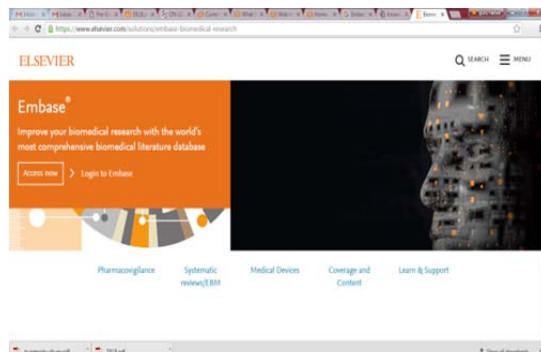 https://www.elsevier.com/solutions/embase-biomedical-research
ELSEVIER
SEARCH
MENU
Embase®
Improve your biomedical research with the world's
most comprehensive biomedical literature database
Access now
Login to Embase
Pharmacovigilance
Systematic
reviews/EBM
Medical Devices
Coverage and
Content
Learn & Support